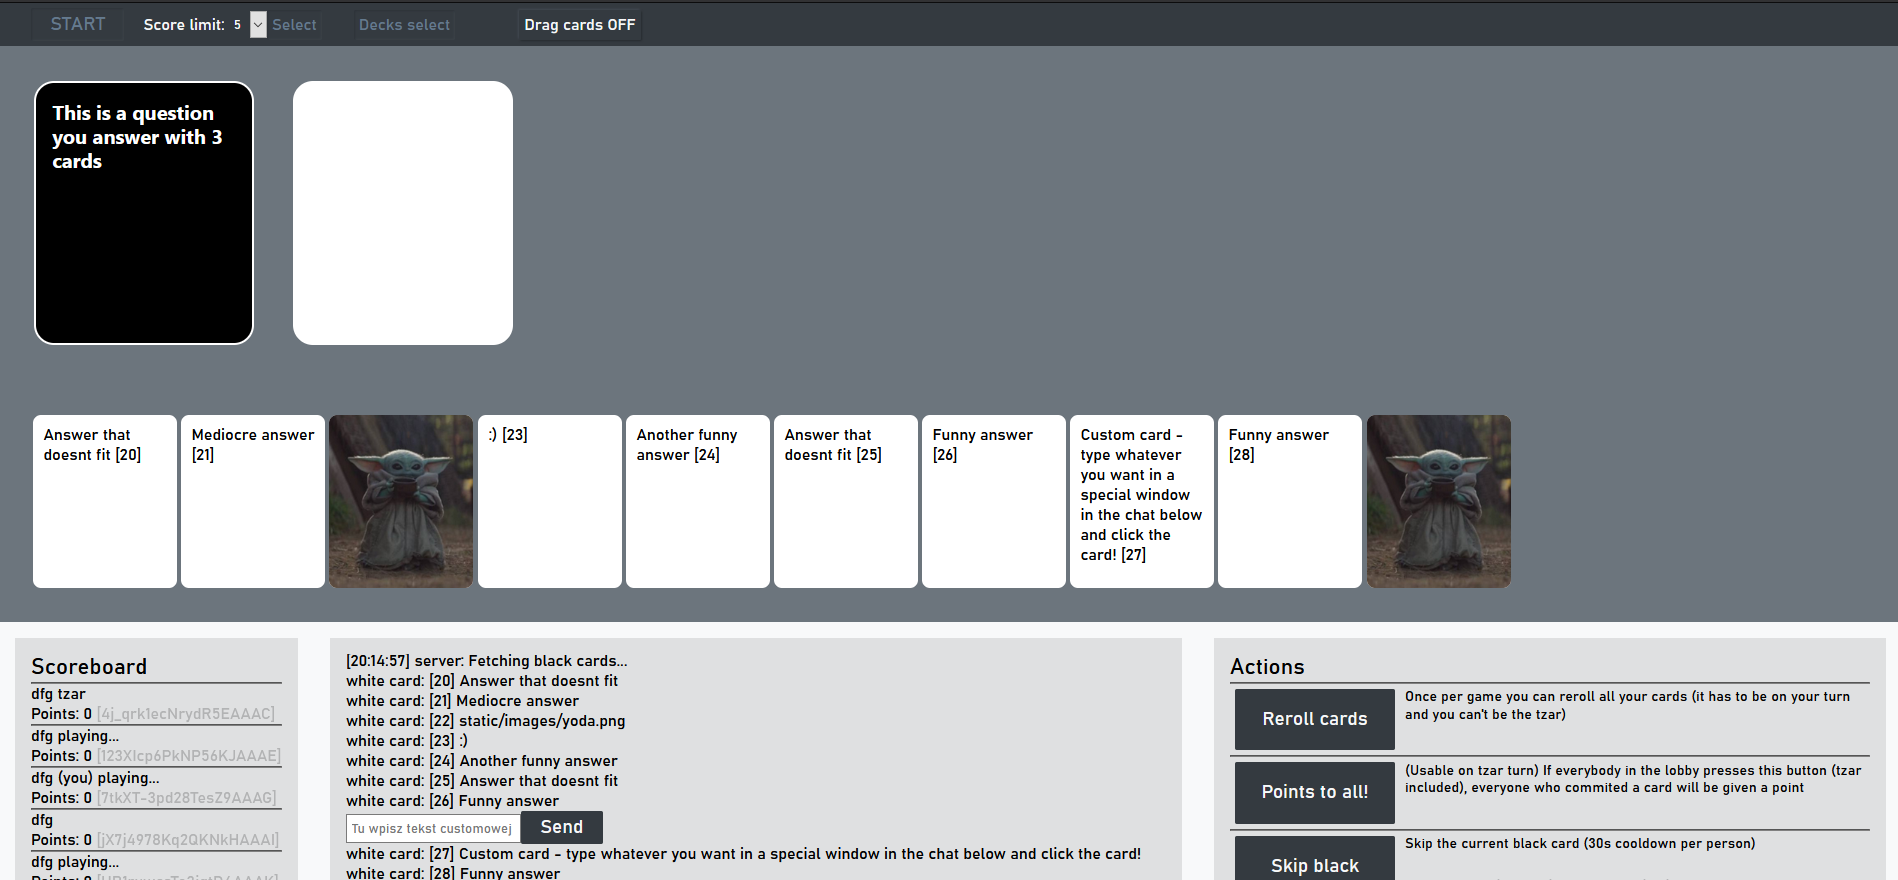 START Score limit: 5 Select Decks select Drag cards OFF
This is a question
you answer with 3
cards
Answer that
doesnt fit [20]
Mediocre answer
[21]
:) [23]
Another funny
answer [24]
Answer that
doesnt fit [25]
Funny answer
[26]
Custom card -
type whatever
you want in a
special window
in the chat below
and click the
card! [27]
Funny answer
[28]
Scoreboard
dfg tzar
Points: 0 [4j_qrk1ecNrydR5EAAAC]
dfg playing...
Points: 0 [123XIcp6PkNP56KJAAAE]
dfg (you) playing...
Points: 0 [7tkXT-3pd28TesZ9AAAG]
dfg
Points: 0 [jX7j4978Kq2QKNkHAAAI]
dfg playing...
[20:14:57] server: Fetching black cards...
white card: [20] Answer that doesnt fit
white card: [21] Mediocre answer
white card: [22] static/images/yoda.png
white card: [23] :)
white card: [24] Another funny answer
white card: [25] Answer that doesnt fit
white card: [26] Funny answer
Tu wpisz tekst customowej Send
white card: [27] Custom card - type whatever you want in a special window in the chat below and click the card!
white card: [28] Funny answer
Actions
Reroll cards
Once per game you can reroll all your cards (it has to be on your turn
and you can't be the tzar)
Points to all!
(Usable on tzar turn) If everybody in the lobby presses this button (tzar
included), everyone who commited a card will be given a point
Skip black
Skip the current black card (30s cooldown per person)